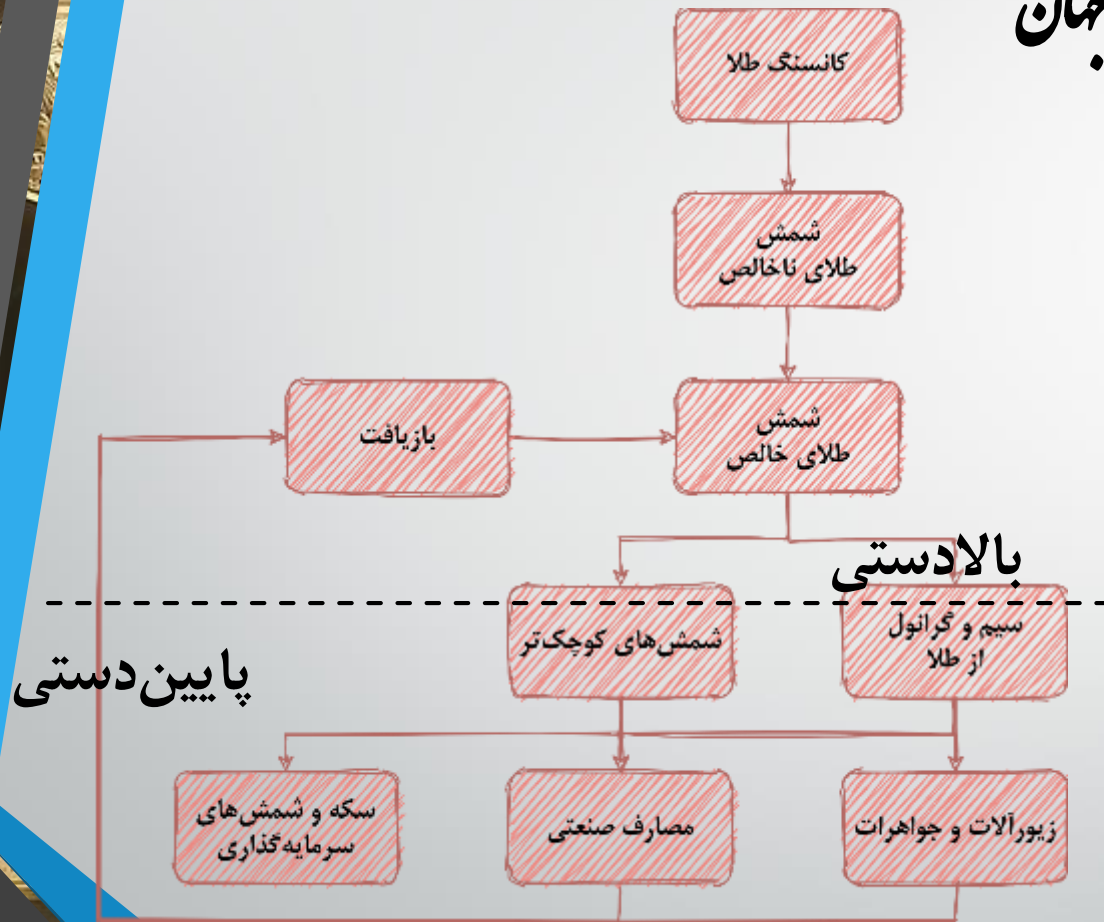 جهان
کانسنگ طلا
شمش
طلای ناخالص
شمش
طلای خالص
بازیافت
بالادستی
سیم و گرانول
از طلا
شمش‌های کوچک‌تر
پایین‌دستی
زیورآلات و جواهرات
مصارف صنعتی
سکه و شمش‌های
سرمایه‌گذاری